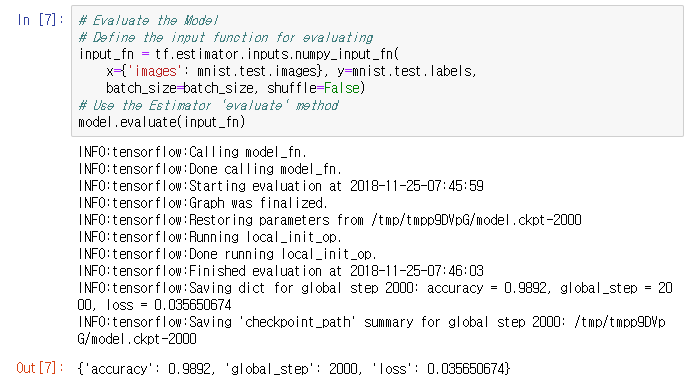 In [7]: # Evaluate the Model
# Define the input function for evaluating
input_fn = tf.estimator.inputs.numpy_input_fn(
x={'images': mnist.test.images}, y=mnist.test.labels,
batch_size=batch_size, shuffle=False)
# Use the Estimator 'evaluate' method
model.evaluate(input_fn)
INFO:tensorflow:Calling model_fn.
INFO:tensorflow:Done calling model_fn.
INFO:tensorflow:Starting evaluation at 2018-11-25-07:45:59
INFO:tensorflow:Graph was finalized.
INFO:tensorflow:Restoring parameters from /tmp/tmpp9DVpG/model.ckpt-2000
INFO:tensorflow:Running local_init_op.
INFO:tensorflow:Done running local_init_op.
INFO:tensorflow:Finished evaluation at 2018-11-25-07:46:03
INFO:tensorflow:Saving dict for global step 2000: accuracy = 0.9892, global_step = 20
00, loss = 0.035650674
INFO:tensorflow:Saving 'checkpoint_path' summary for global step 2000: /tmp/tmpp9DVp
G/model.ckpt-2000
Out[7]: {'accuracy': 0.9892, 'global_step': 2000, 'loss': 0.035650674}